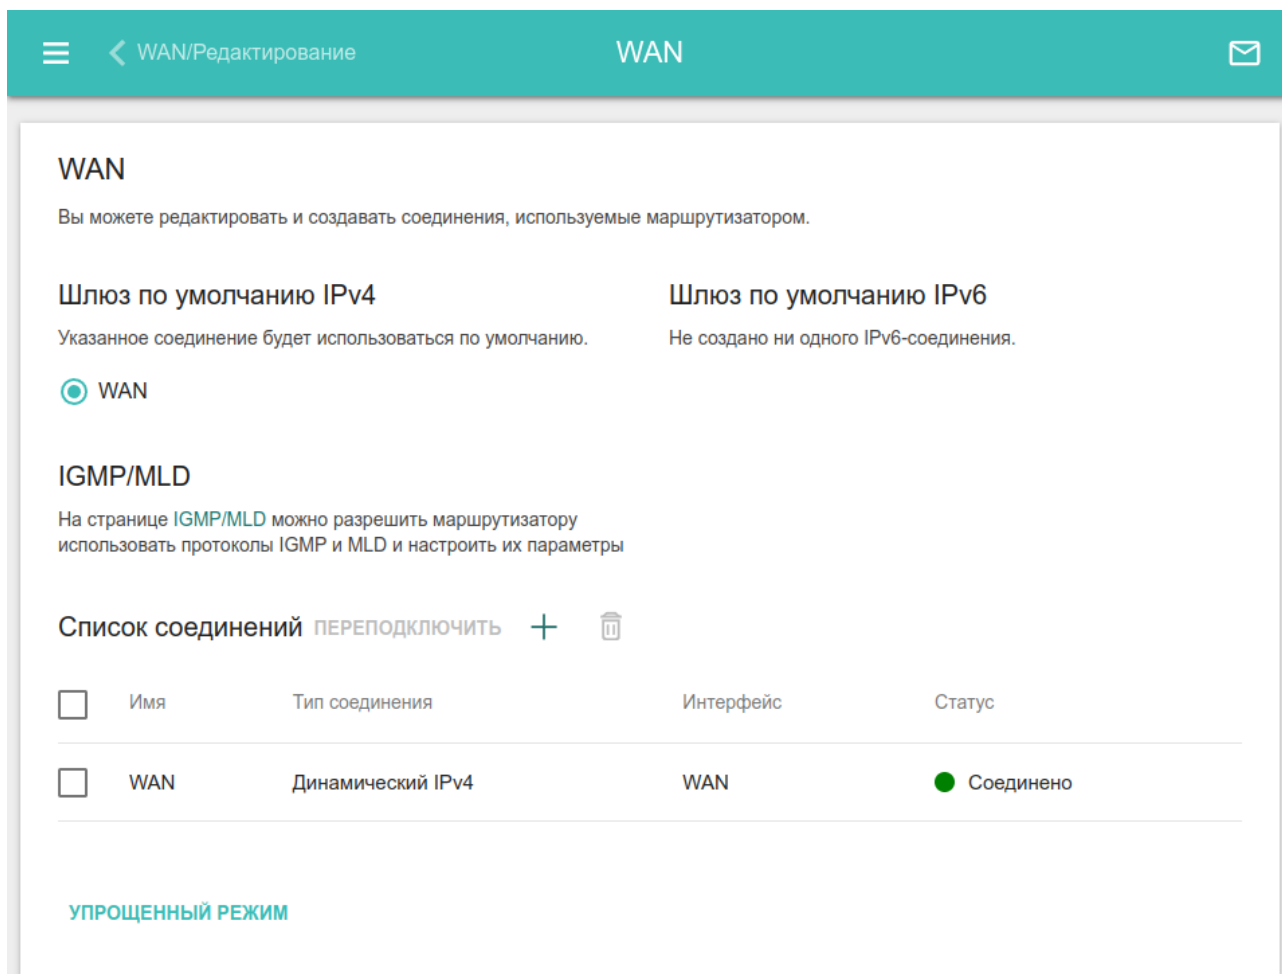 WAN/Редактирование
WAN
WAN
Вы можете редактировать и создавать соединения, используемые маршрутизатором.
Шлюз по умолчанию IPv4
Указанное соединение будет использоваться по умолчанию.
WAN
Шлюз по умолчанию IPv6
Не создано ни одного IPv6-соединения.
IGMP/MLD
На странице IGMP/MLD можно разрешить маршрутизатору
использовать протоколы IGMP и MLD и настроить их параметры
Список соединений ПЕРЕПОДКЛЮЧИТЬ
Имя Тип соединения Интерфейс Статус
WAN Динамический IPv4 WAN Соединено
УПРОЩЕННЫЙ РЕЖИМ